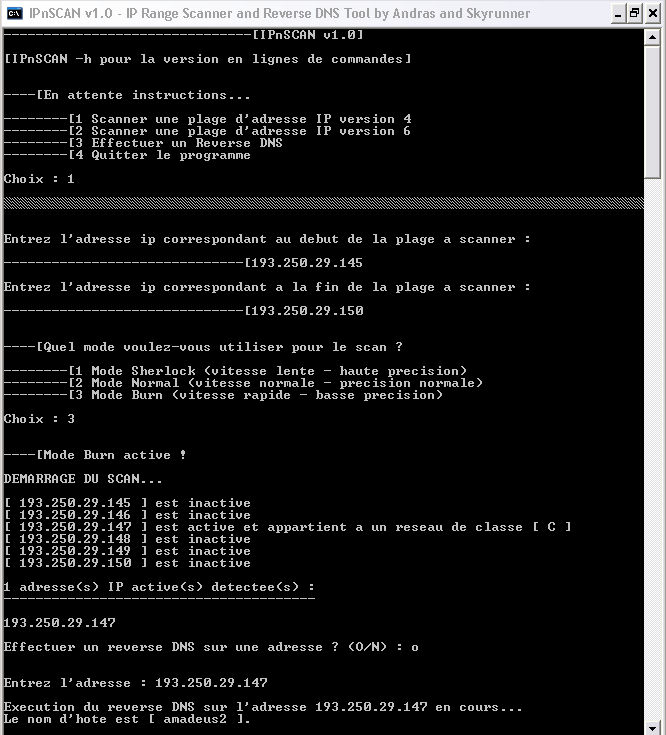 IPnSCAN v1.0 - IP Range Scanner and Reverse DNS Tool by Andras and Skyrunner
-------------------------------[IPnSCAN v1.0]
[IPnSCAN -h pour la version en lignes de commandes]
----[En attente instructions...
--------[1 Scanner une plage d'adresse IP version 4
--------[2 Scanner une plage d'adresse IP version 6
--------[3 Effectuer un Reverse DNS
--------[4 Quitter le programme
Choix : 1
Entrez l'adresse ip correspondant au debut de la plage a scanner :
------------------------------[193.250.29.145
Entrez l'adresse ip correspondant a la fin de la plage a scanner :
------------------------------[193.250.29.150
----[Quel mode voulez-vous utiliser pour le scan ?
--------[1 Mode Sherlock (vitesse lente - haute precision)
--------[2 Mode Normal (vitesse normale - precision normale)
--------[3 Mode Burn (vitesse rapide - basse precision)
Choix : 3
----[Mode Burn active !
DEMARRAGE DU SCAN...
[ 193.250.29.145 ] est inactive
[ 193.250.29.146 ] est inactive
[ 193.250.29.147 ] est active et appartient a un reseau de classe [ C ]
[ 193.250.29.148 ] est inactive
[ 193.250.29.149 ] est inactive
[ 193.250.29.150 ] est inactive
1 adresse(s) IP active(s) detectee(s) :
---------------------------------------
193.250.29.147
Effectuer un reverse DNS sur une adresse ? (O/N) : o
Entrez l'adresse : 193.250.29.147
Execution du reverse DNS sur l'adresse 193.250.29.147 en cours...
Le nom d'hote est [ amadeus2 ].